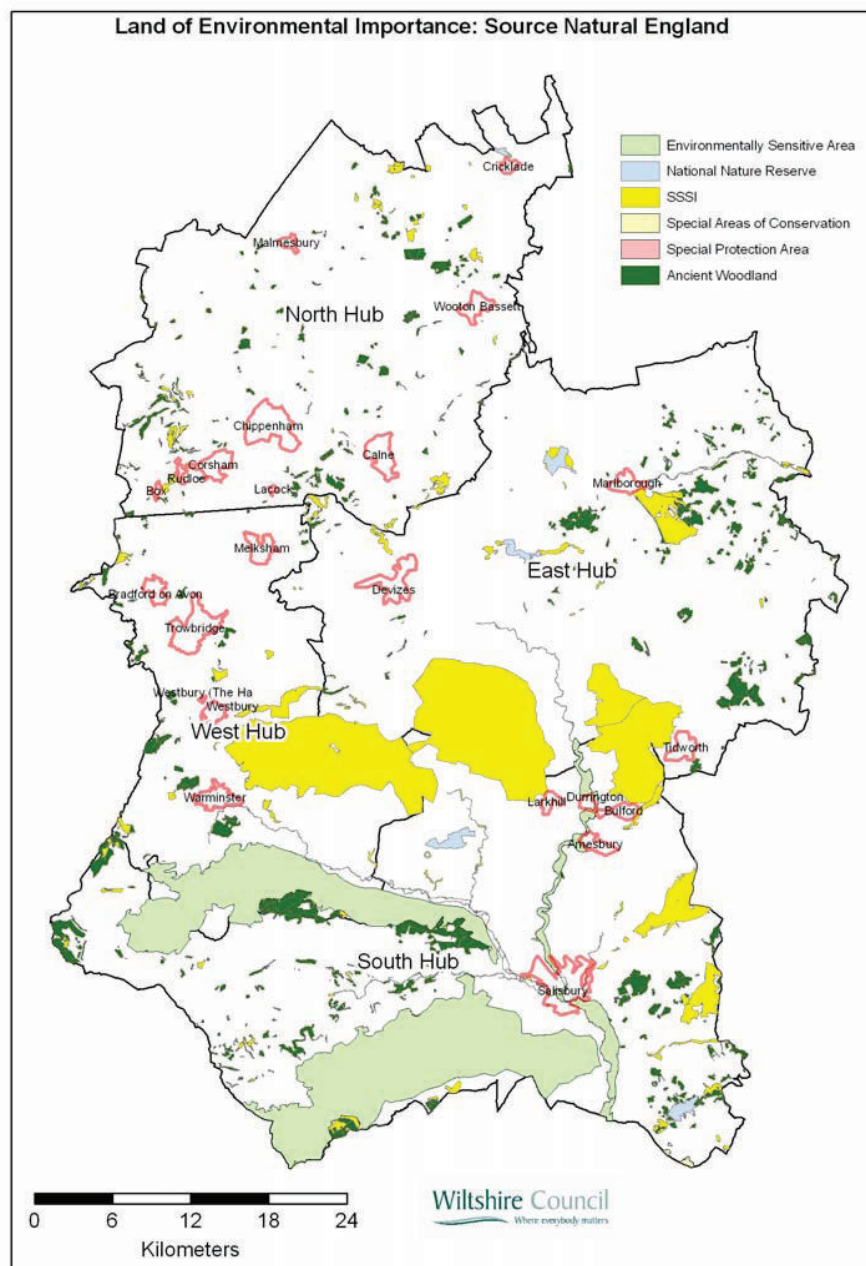 Land of Environmental Importance: Source Natural England
Environmentally Sensitive Area
National Nature Reserve
SSSI
Special Areas of Conservation
Special Protection Area
Ancient Woodland
Cricklade
Malmesbury
Wooton Bassett
North Hub
Chippenham
Calne
Corsham
Rudloe
Box
Lacock
Marlborough
Melksham
East Hub
Devizes
Bradford on Avon
Trowbridge
Westbury (The Ha
Westbury
West Hub
Tidworth
Warminster
Larkhill
Durrington
Bulford
Amesbury
South Hub
Salisbury
0 6 12 18 24
Kilometers
Wiltshire Council
Where everybody matters